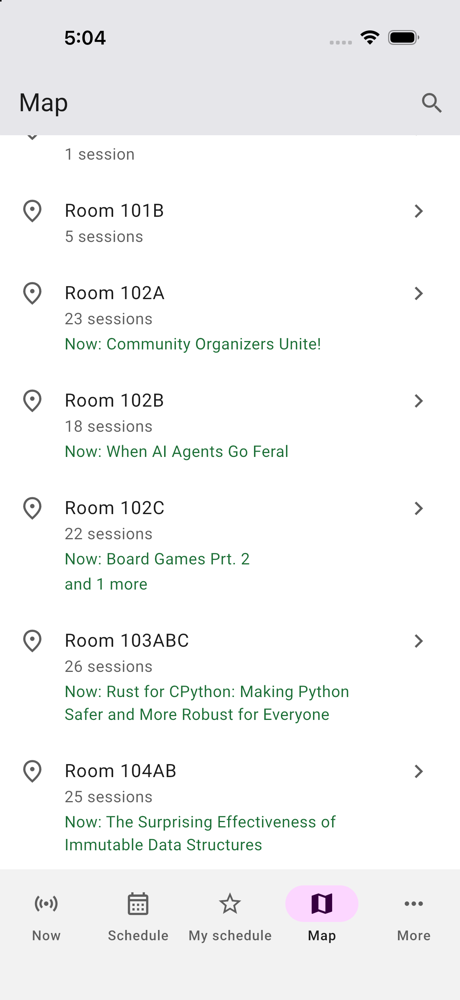 5:04
Map
1 session
Room 101B
5 sessions
Room 102A
23 sessions
Now: Community Organizers Unite!
Room 102B
18 sessions
Now: When AI Agents Go Feral
Room 102C
22 sessions
Now: Board Games Prt. 2
and 1 more
Room 103ABC
26 sessions
Now: Rust for CPython: Making Python
Safer and More Robust for Everyone
Room 104AB
25 sessions
Now: The Surprising Effectiveness of
Immutable Data Structures
Now
Schedule
My schedule
Map
More